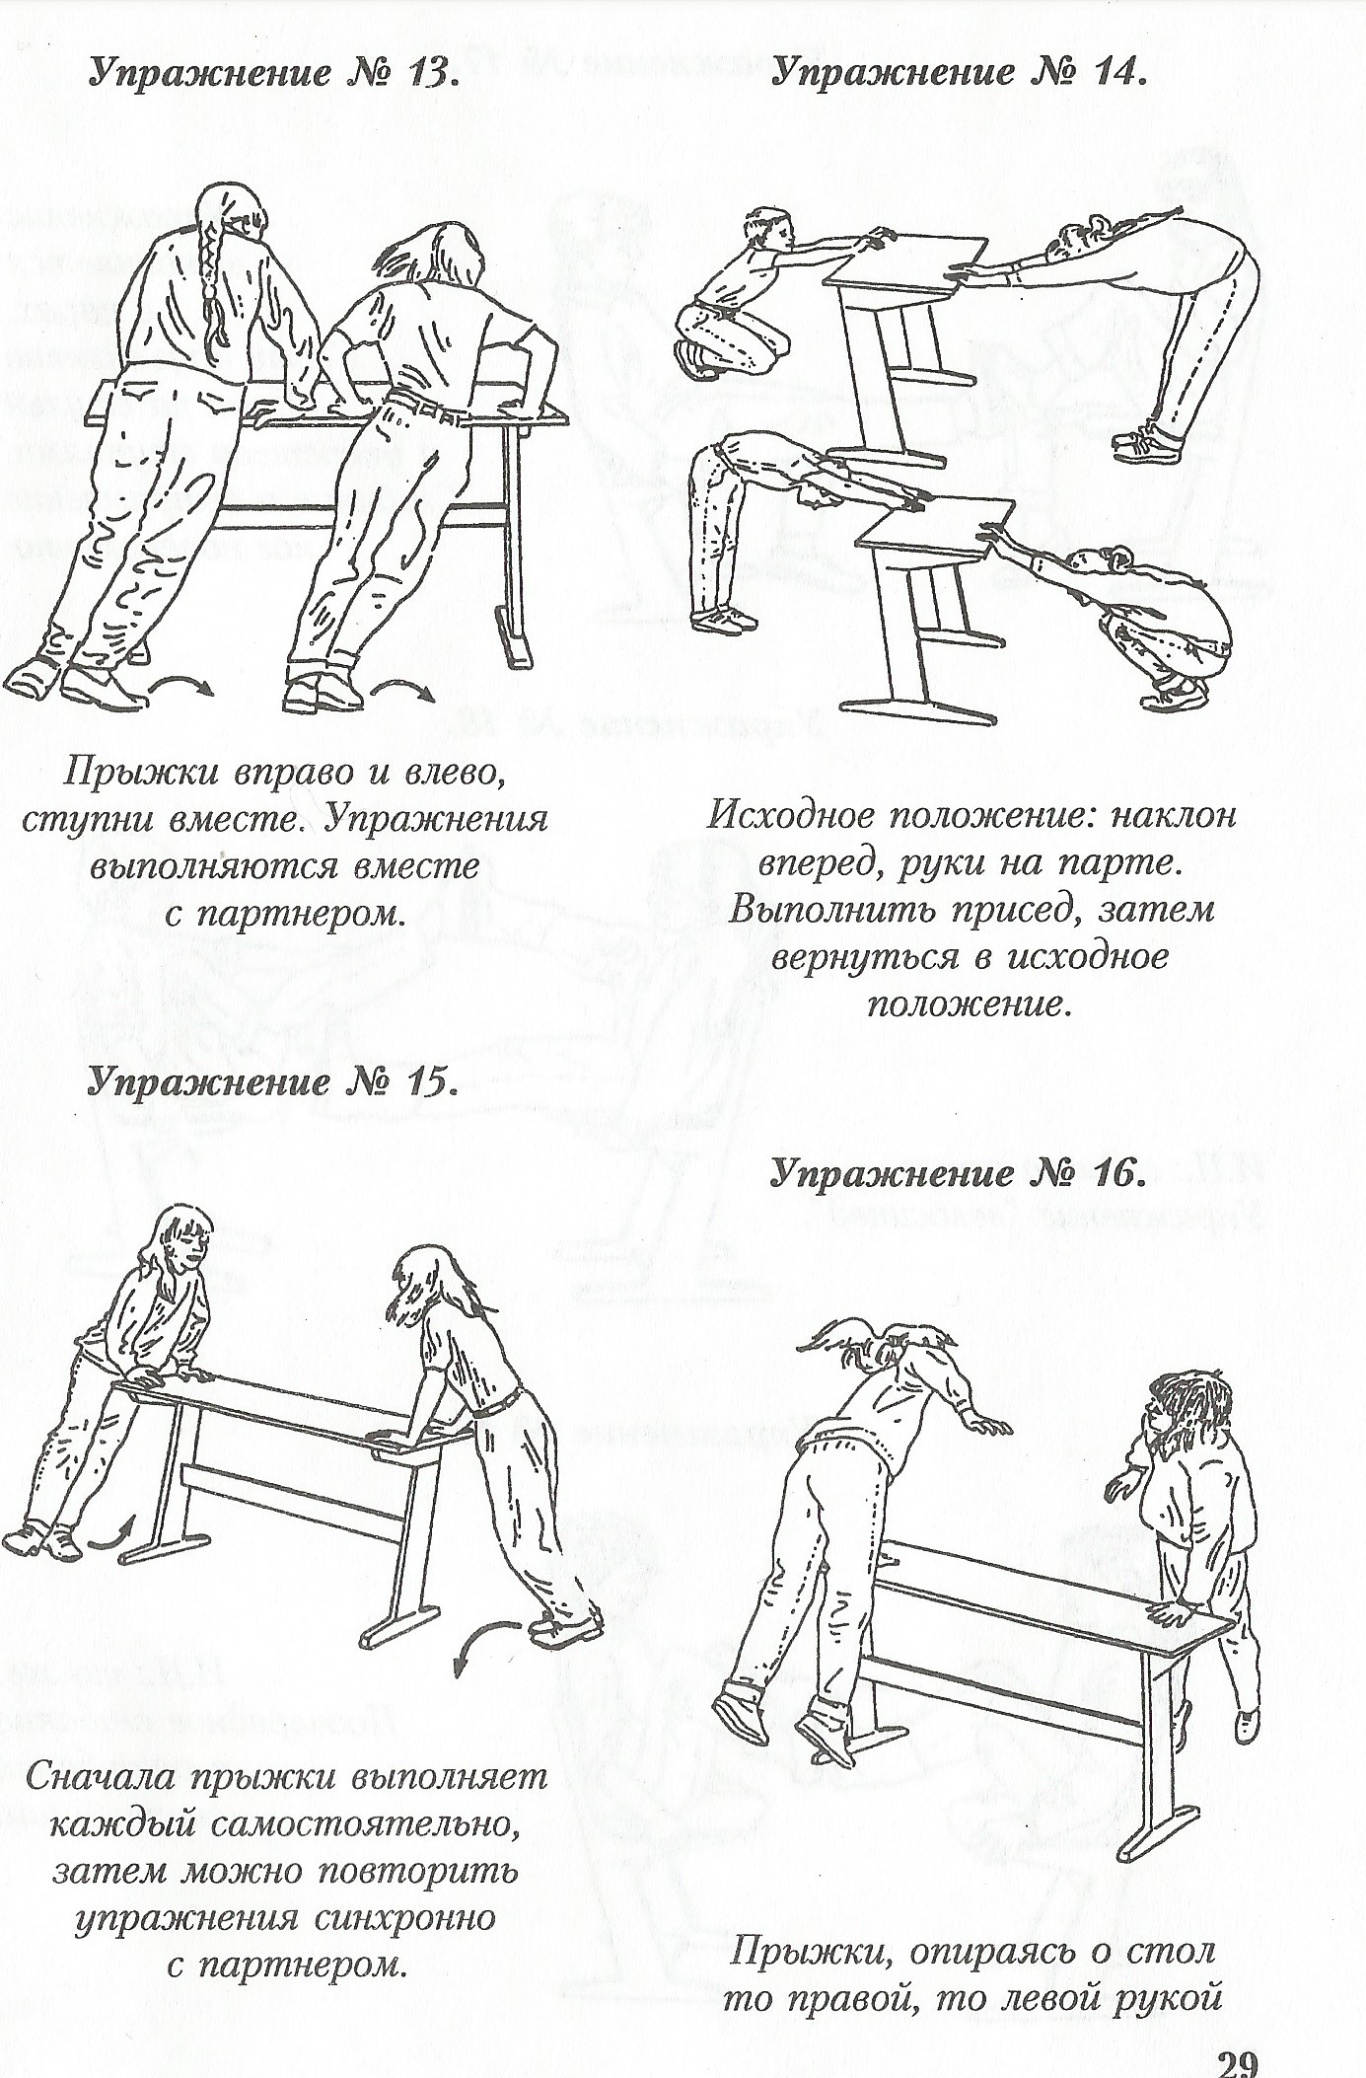 Упражнение № 13.
Прыжки вправо и влево,
ступни вместе. Упражнения
выполняются вместе
с партнером.
Упражнение № 14.
Исходное положение: наклон
вперед, руки на парте.
Выполнить присед, затем
вернуться в исходное
положение.
Упражнение № 15.
Сначала прыжки выполняет
каждый самостоятельно,
затем можно повторить
упражнения синхронно
с партнером.
Упражнение № 16.
Прыжки, опираясь о стол
то правой, то левой рукой
29